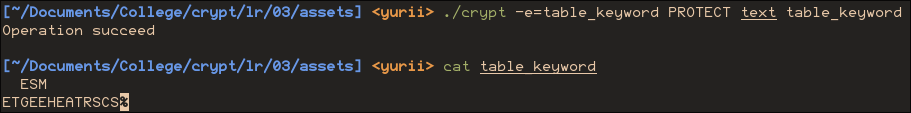 [~/Documents/College/crypt/lr/03/assets] <yurii> ./crypt -e=table_keyword PROTECT text table_keyword
Operation succeed
[~/Documents/College/crypt/lr/03/assets] <yurii> cat table_keyword
ESM
ETGEEHEATRSCS%